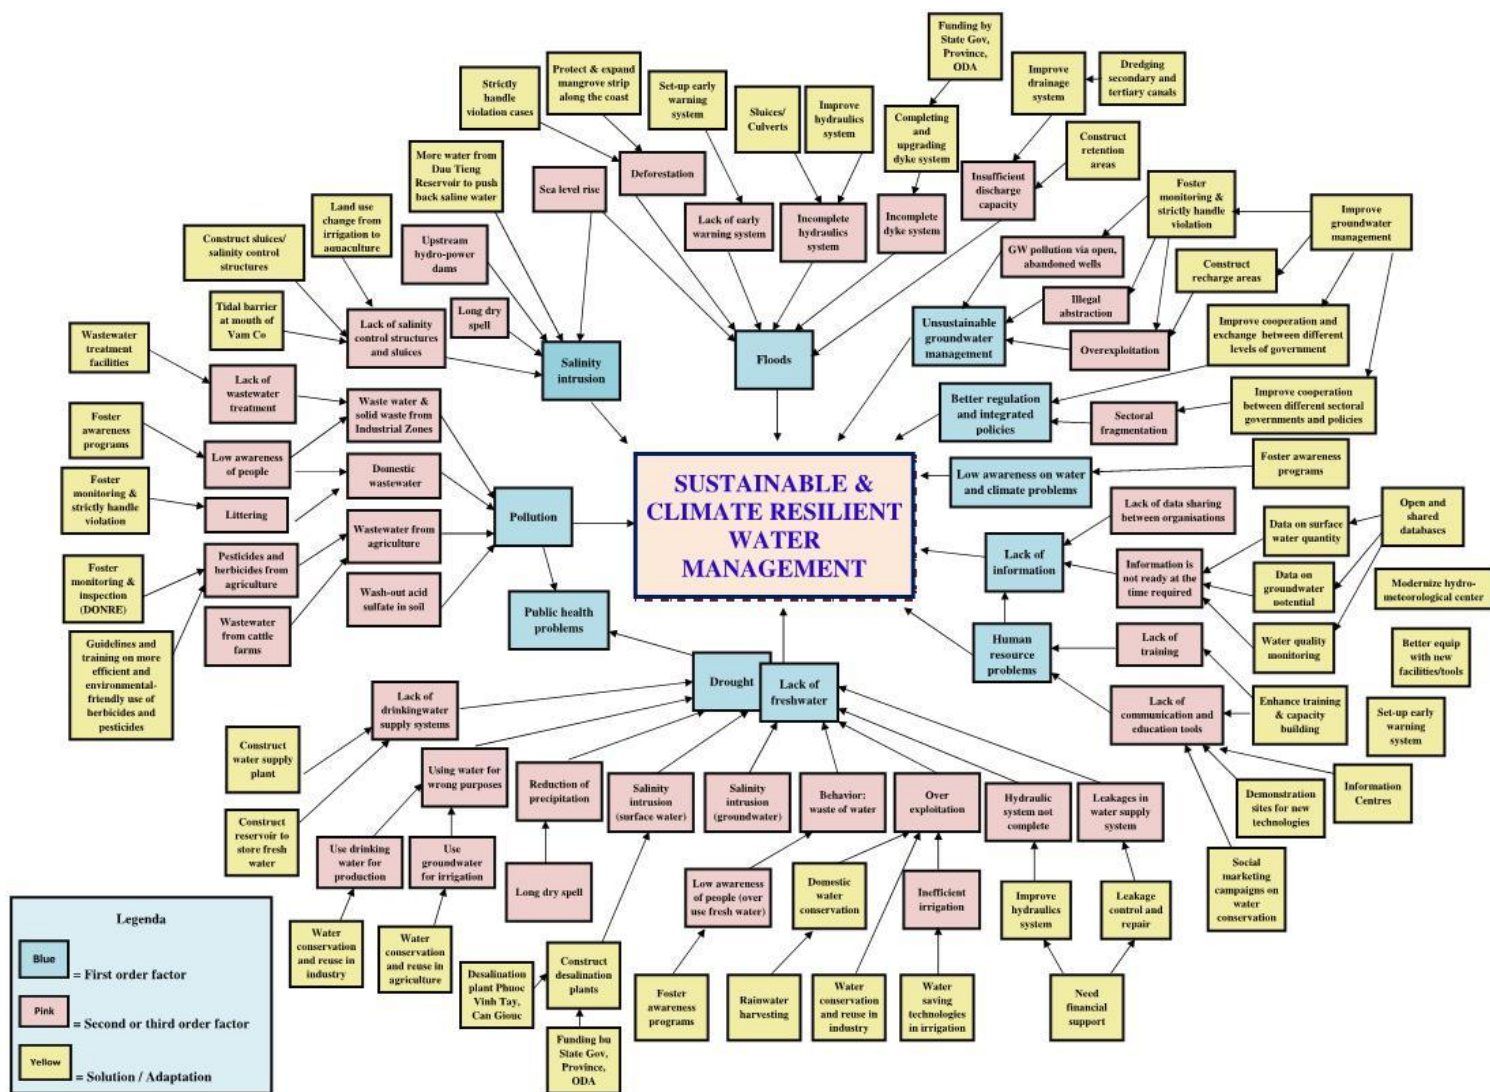 Funding by
State Gov,
Province,
ODA
Strictly
handle
violation cases
Protect & expand
mangrove strip
along the coast
Set-up early
warning
system
Sluices/
Culverts
Improve
hydraulics
system
Completing
and
upgrading
dyke system
Improve
drainage
system
Dredging
secondary and
tertiary canals
Construct
retention
areas
More water from
Dau Tieng
Reservoir to push
back saline water
Sea level rise
Deforestation
Lack of early
warning system
Incomplete
hydraulics
system
Incomplete
dyke system
Insufficient
discharge
capacity
Foster
monitoring &
strictly handle
violation
Improve
groundwater
management
Land use
change from
irrigation to
aquaculture
Construct sluices/
salinity control
structures
Upstream
hydro-power
dams
GW pollution via open,
abandoned wells
Construct
recharge areas
Tidal barrier
at mouth of
Vam Co
Long dry
spell
Lack of salinity
control structures
and sluices
Salinity
intrusion
Floods
Unsustainable
groundwater
management
Illegal
abstraction
Overexploitation
Improve cooperation and
exchange between different
levels of government
Wastewater
treatment
facilities
Lack of
wastewater
treatment
Waste water &
solid waste from
Industrial Zones
Better regulation
and integrated
policies
Sectoral
fragmentation
Improve cooperation
between different sectoral
governments and policies
Foster
awareness
programs
Low awareness
of people
Domestic
wastewater
SUSTAINABLE &
CLIMATE RESILIENT
WATER
MANAGEMENT
Low awareness on water
and climate problems
Foster awareness
programs
Foster
monitoring &
strictly handle
violation
Littering
Pollution
Wastewater from
agriculture
Lack of data sharing
between organisations
Data on surface
water quantity
Open and
shared
databases
Lack of
information
Information is
not ready at the
time required
Data on
groundwater
potential
Modernize hydro-
meteorological center
Foster
monitoring &
inspection
(DONRE)
Pesticides and
herbicides from
agriculture
Wash-out acid
sulfate in soil
Public health
problems
Wastewater
from cattle
farms
Human
resource
problems
Lack of
training
Water quality
monitoring
Better equip
with new
facilities/tools
Guidelines and
training on more
efficient and
environmental-
friendly use of
herbicides and
pesticides
Lack of
drinkingwater
supply systems
Drought
Lack of
freshwater
Lack of
communication and
education tools
Enhance training
& capacity
building
Set-up early
warning
system
Construct
water supply
plant
Using water for
wrong purposes
Reduction of
precipitation
Salinity
intrusion
(surface water)
Salinity
intrusion
(groundwater)
Behavior:
waste of water
Over
exploitation
Hydraulic
system not
complete
Leakages in
water supply
system
Demonstration
sites for new
technologies
Information
Centres
Construct
reservoir to
store fresh
water
Use drinking
water for
production
Use
groundwater
for irrigation
Long dry spell
Low awareness
of people (over
use fresh water)
Domestic
water
conservation
Inefficient
irrigation
Improve
hydraulics
system
Leakage
control and
repair
Social
marketing
campaigns on
water
conservation
Water
conservation
and reuse in
industry
Water
conservation
and reuse in
agriculture
Desalination
plant Phuoc
Vinh Tay,
Can Giouc
Construct
desalination
plants
Foster
awareness
programs
Rainwater
harvesting
Water
conservation
and reuse in
industry
Water
saving
technologies
in irrigation
Need
financial
support
Funding bu
State Gov,
Province,
ODA
Legenda
Blue
= First order factor
Pink
= Second or third order factor
Yellow
= Solution / Adaptation